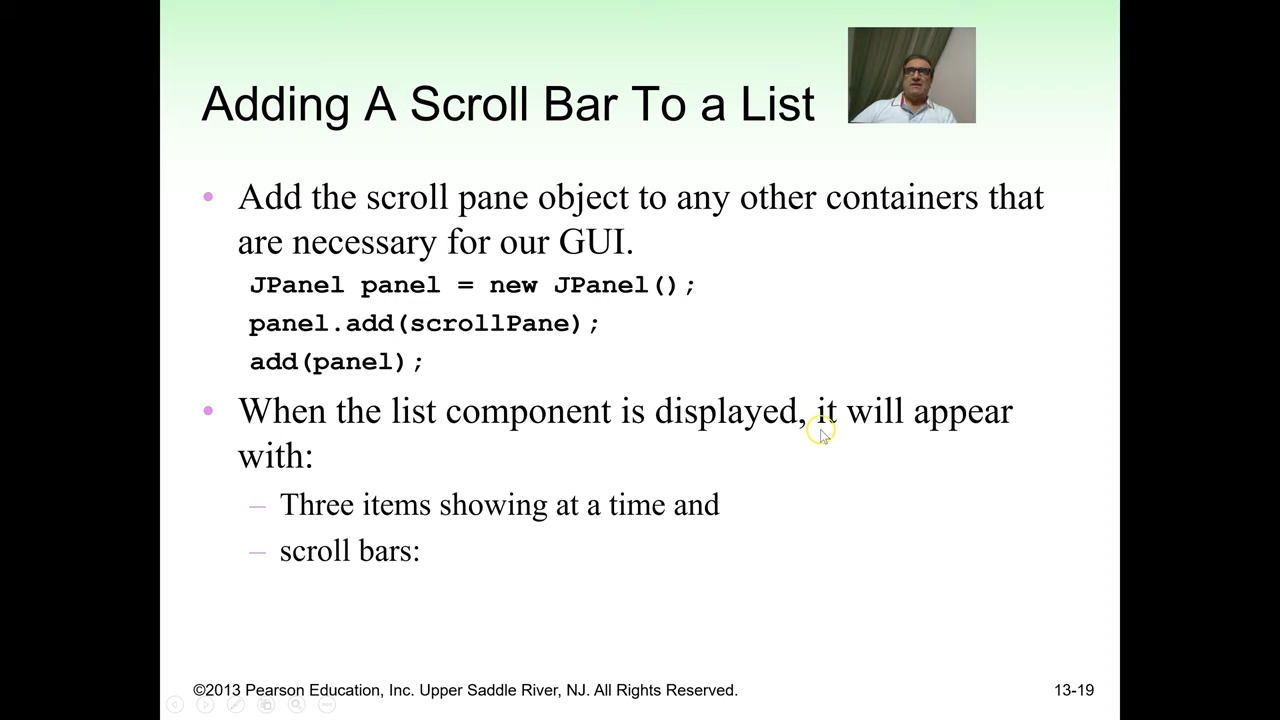 Adding A Scroll Bar To a List
• Add the scroll pane object to any other containers that
are necessary for our GUI.
JPanel panel = new JPanel();
panel.add(scrollPane);
add(panel);
• When the list component is displayed, it will appear
with:
– Three items showing at a time and
– scroll bars:
©2013 Pearson Education, Inc. Upper Saddle River, NJ. All Rights Reserved.
13-19